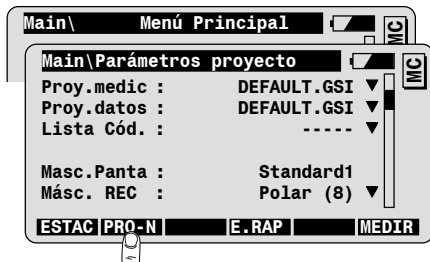 Main\ Menú Principal
MC
Main\Parámetros proyecto
MC
Proy.medic : DEFAULT.GSI
Proy.datos : DEFAULT.GSI
Lista Cód. : -----
Masc.Panta : Standard1
Másc. REC : Polar (8)
ESTAC PRO-N E.RAP MEDIR